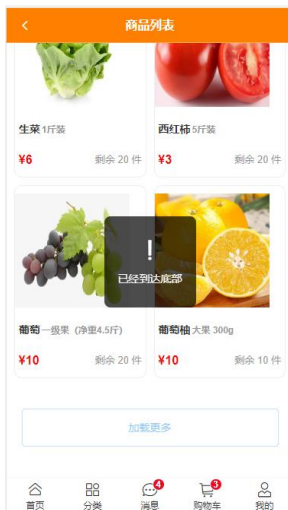 商品列表
生菜 1斤装
西红柿 5斤装
¥6 剩余 20 件
¥3 剩余 20 件
!
已经到达底部
葡萄 一级果 (净重4.5斤)
葡萄柚 大果 300g
¥10 剩余 20 件
¥10 剩余 10 件
加载更多
4
3
首页 分类 消息 购物车 我的